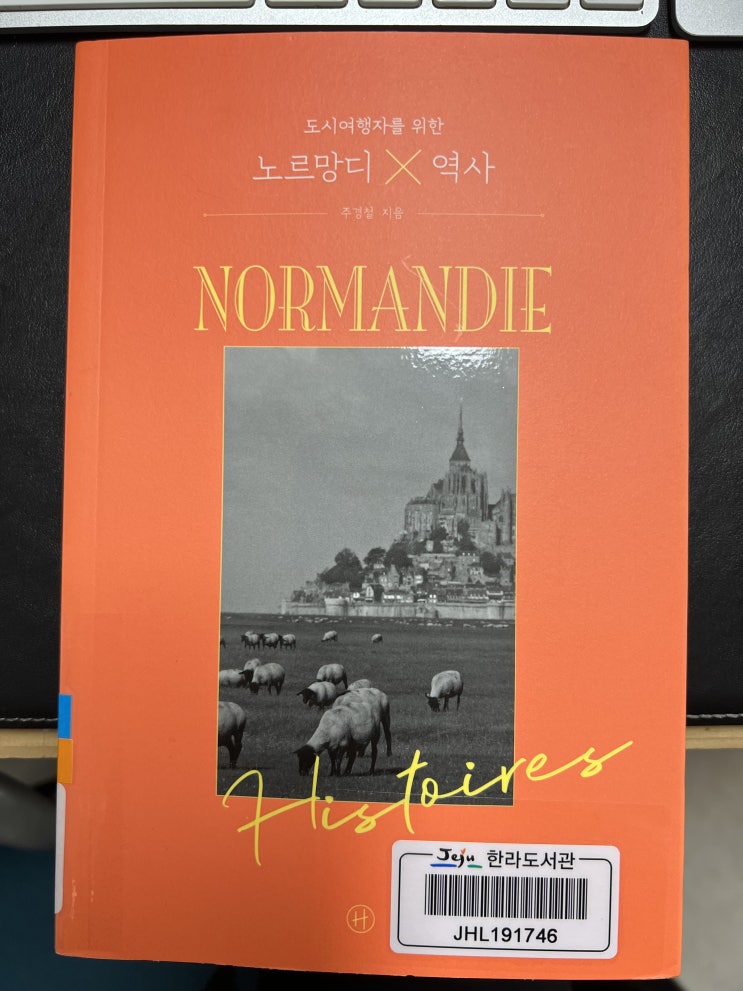 도시여행자를 위한
노르망디 X 역사
주경철 지음
NORMANDIE
Histoires
H
Jeju 한라도서관
JHL191746